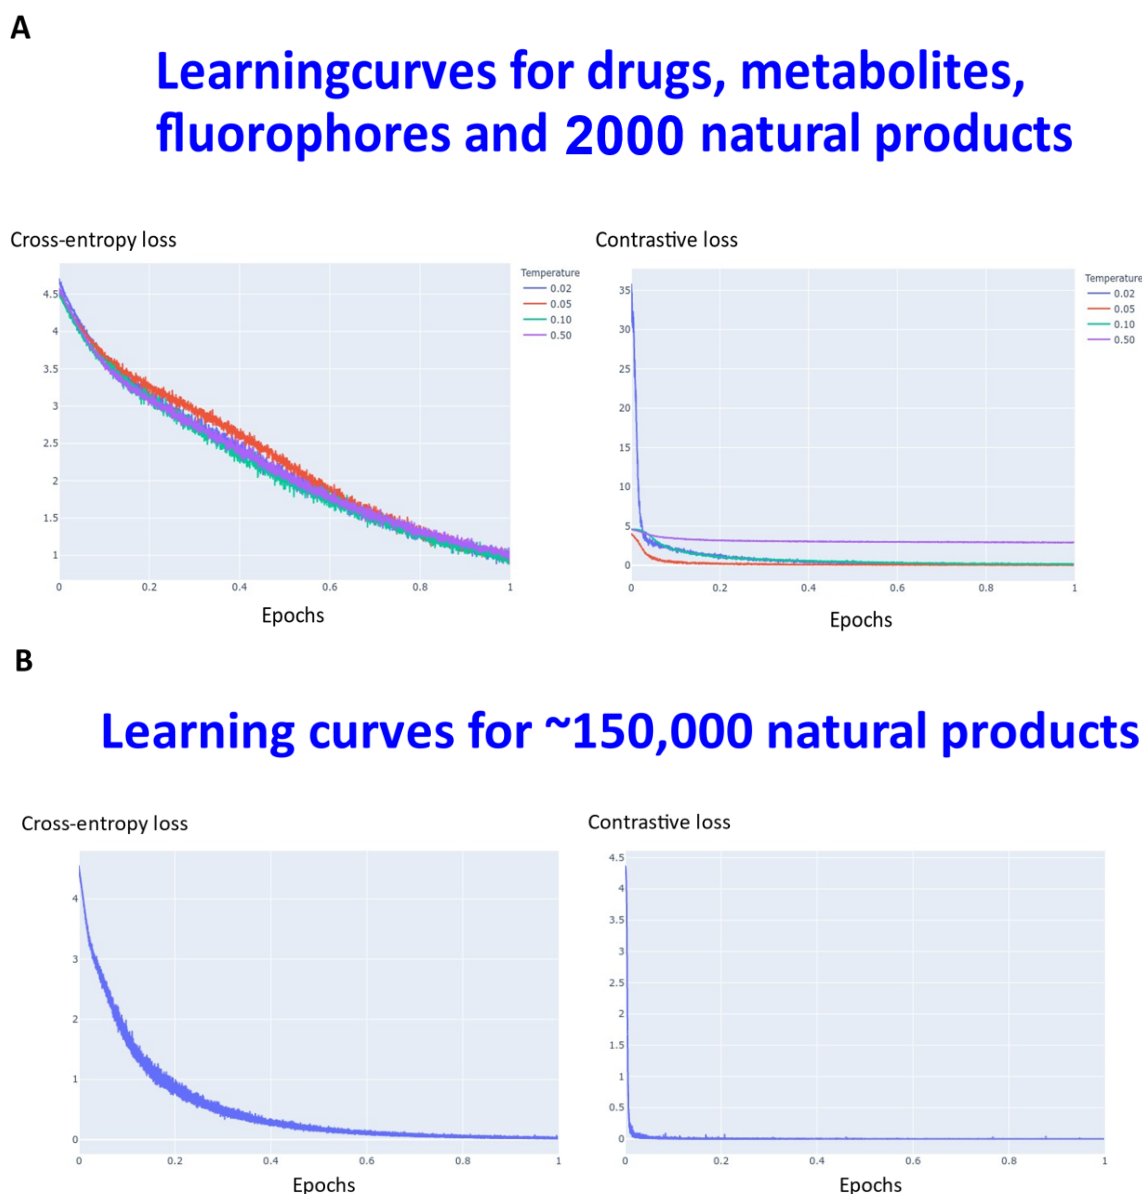 A
Learningcurves for drugs, metabolites,
fluorophores and 2000 natural products
Cross-entropy loss
Temperature
0.02
0.05
0.10
0.50
4.5
4
3.5
3
2.5
2
1.5
1
0 0.2 0.4 0.6 0.8 1
Epochs
Contrastive loss
Temperature
0.02
0.05
0.10
0.50
35
30
25
20
15
10
5
0
0 0.2 0.4 0.6 0.8 1
Epochs
B
Learning curves for ~150,000 natural products
Cross-entropy loss
4
3
2
1
0
0 0.2 0.4 0.6 0.8 1
Epochs
Contrastive loss
4.5
4
3.5
3
2.5
2
1.5
1
0.5
0
0 0.2 0.4 0.6 0.8 1
Epochs